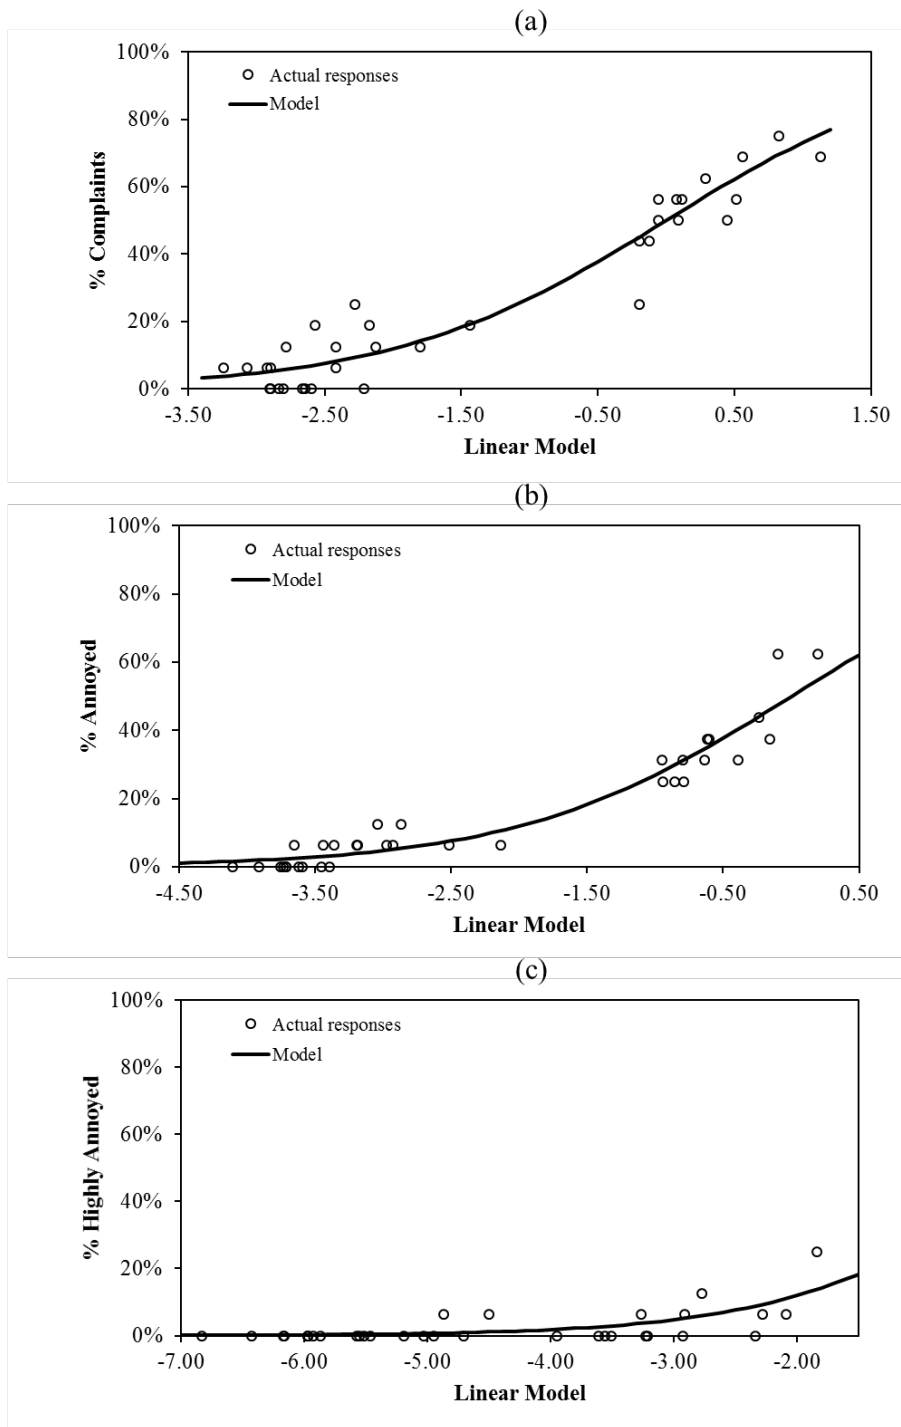 (a)
100%
80%
60%
40%
20%
0%
% Complaints
Actual responses
Model
-3.50 -2.50 -1.50 -0.50 0.50 1.50
Linear Model
(b)
100%
80%
60%
40%
20%
0%
% Annoyed
Actual responses
Model
-4.50 -3.50 -2.50 -1.50 -0.50 0.50
Linear Model
(c)
100%
80%
60%
40%
20%
0%
% Highly Annoyed
Actual responses
Model
-7.00 -6.00 -5.00 -4.00 -3.00 -2.00
Linear Model